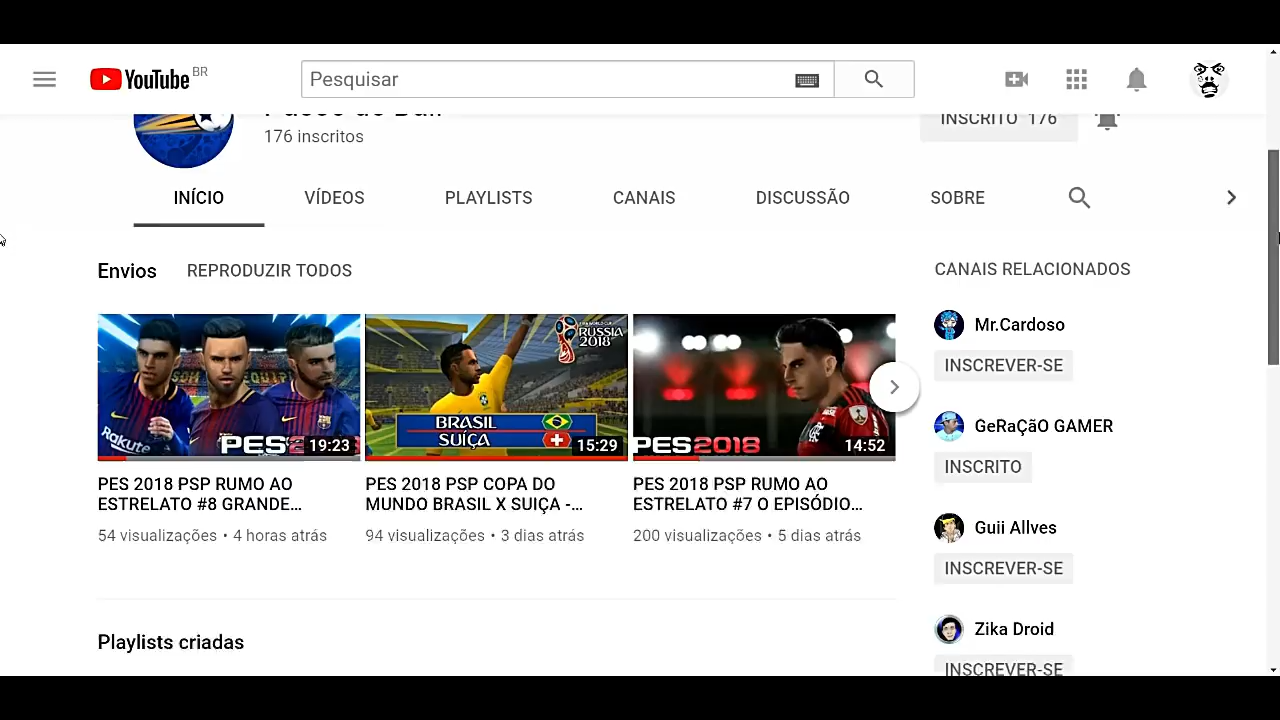 YouTube BR
Pesquisar
176 inscritos
INSCRITO 176
INÍCIO
VÍDEOS
PLAYLISTS
CANAIS
DISCUSSÃO
SOBRE
Envios
REPRODUZIR TODOS
Rakuten
PES 2
19:23
PES 2018 PSP RUMO AO
ESTRELATO #8 GRANDE...
54 visualizações • 4 horas atrás
RUSSIA
2018
BRASIL
SUÍÇA
15:29
PES 2018 PSP COPA DO
MUNDO BRASIL X SUIÇA -...
94 visualizações • 3 dias atrás
PES2018
14:52
PES 2018 PSP RUMO AO
ESTRELATO #7 O EPISÓDIO...
200 visualizações • 5 dias atrás
CANAIS RELACIONADOS
Mr.Cardoso
INSCREVER-SE
GeRaÇãO GAMER
INSCRITO
Guii Allves
INSCREVER-SE
Zika Droid
INSCREVER-SE
Playlists criadas